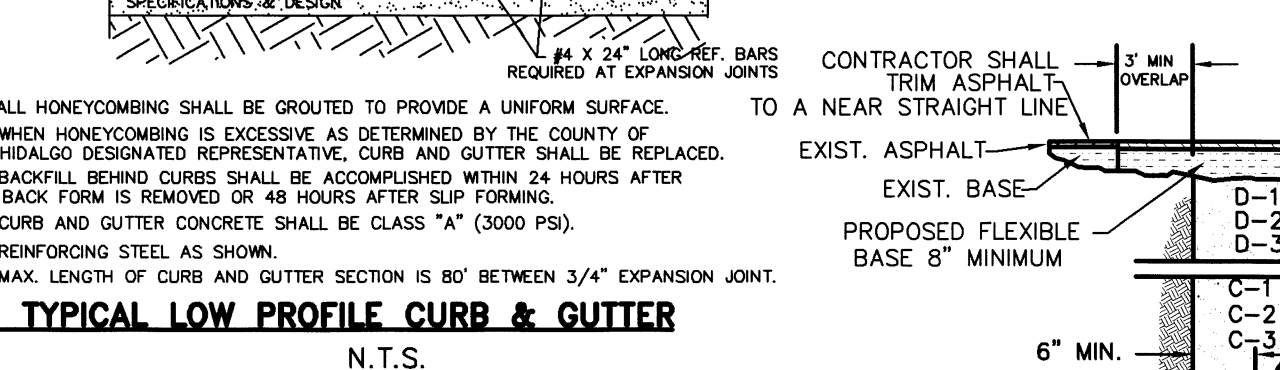 SPECIFICATIONS & DESIGN
#4 X 24" LONG REF. BARS
REQUIRED AT EXPANSION JOINTS
ALL HONEYCOMBING SHALL BE GROUTED TO PROVIDE A UNIFORM SURFACE.
WHEN HONEYCOMBING IS EXCESSIVE AS DETERMINED BY THE COUNTY OF
HIDALGO DESIGNATED REPRESENTATIVE, CURB AND GUTTER SHALL BE REPLACED.
BACKFILL BEHIND CURBS SHALL BE ACCOMPLISHED WITHIN 24 HOURS AFTER
BACK FORM IS REMOVED OR 48 HOURS AFTER SLIP FORMING.
CURB AND GUTTER CONCRETE SHALL BE CLASS "A" (3000 PSI).
REINFORCING STEEL AS SHOWN.
MAX. LENGTH OF CURB AND GUTTER SECTION IS 80' BETWEEN 3/4" EXPANSION JOINT.
TYPICAL LOW PROFILE CURB & GUTTER
N.T.S.
CONTRACTOR SHALL
TRIM ASPHALT
TO A NEAR STRAIGHT LINE
3' MIN
OVERLAP
EXIST. ASPHALT
EXIST. BASE
PROPOSED FLEXIBLE
BASE 8" MINIMUM
D-1
D-2
D-3
C-1
C-2
C-3
6" MIN.